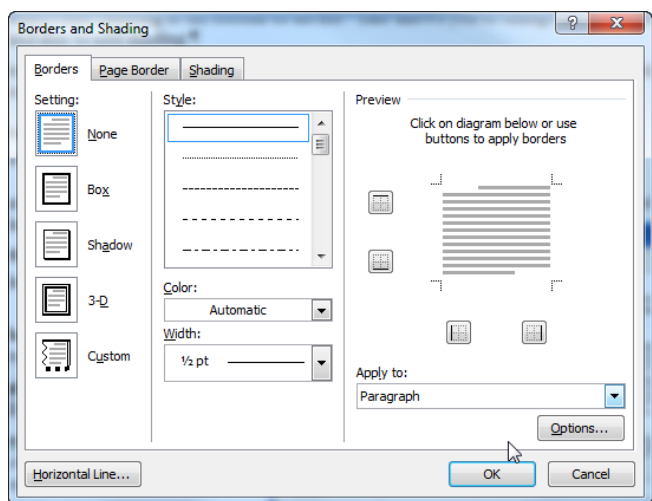 Borders and Shading
Borders Page Border Shading
Setting:
None
Box
Shadow
3-D
Custom
Style:
Color:
Automatic
Width:
½ pt
Preview
Click on diagram below or use
buttons to apply borders
Apply to:
Paragraph
Options...
Horizontal Line...
OK Cancel